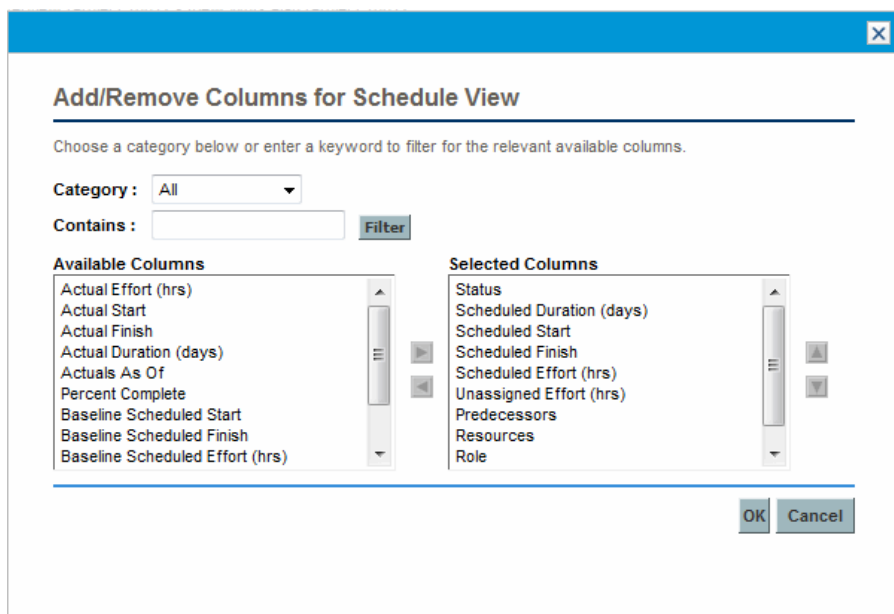 Add/Remove Columns for Schedule View
Choose a category below or enter a keyword to filter for the relevant available columns.
Category : All
Contains : Filter
Available Columns
Actual Effort (hrs)
Actual Start
Actual Finish
Actual Duration (days)
Actuals As Of
Percent Complete
Baseline Scheduled Start
Baseline Scheduled Finish
Baseline Scheduled Effort (hrs)
Selected Columns
Status
Scheduled Duration (days)
Scheduled Start
Scheduled Finish
Scheduled Effort (hrs)
Unassigned Effort (hrs)
Predecessors
Resources
Role
OK Cancel